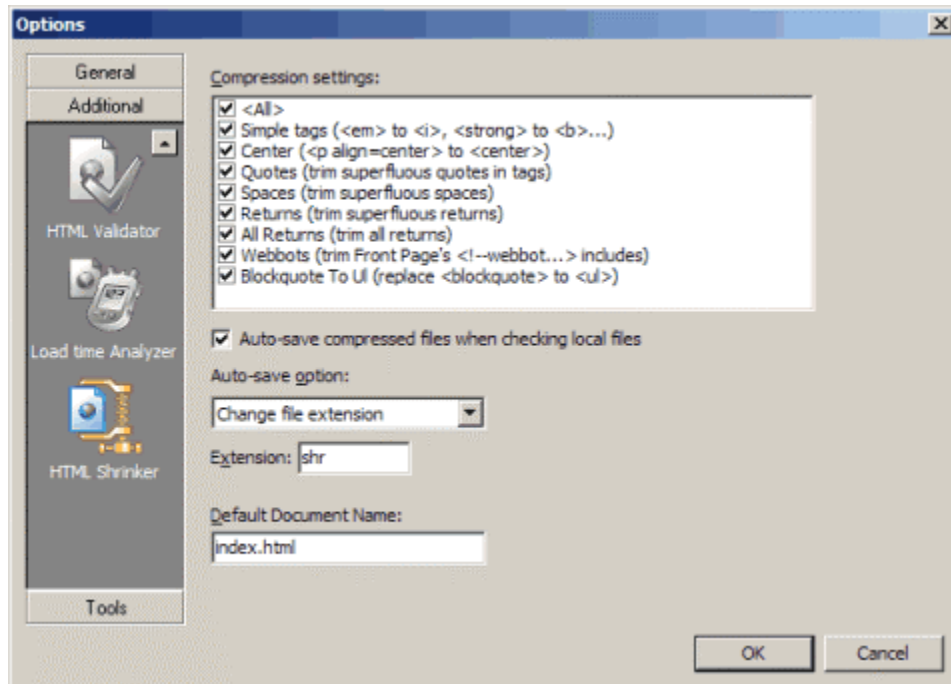 Options
General
Additional
HTML Validator
Load time Analyzer
HTML Shrinker
Tools
Compression settings:
<All>
Simple tags (<em> to <i>, <strong> to <b>...)
Center (<p align=center> to <center>)
Quotes (trim superfluous quotes in tags)
Spaces (trim superfluous spaces)
Returns (trim superfluous returns)
All Returns (trim all returns)
Webbots (trim Front Page's <!--webbot...> includes)
Blockquote To Ul (replace <blockquote> to <ul>)
Auto-save compressed files when checking local files
Auto-save option:
Change file extension
Extension: shr
Default Document Name:
index.html
OK Cancel